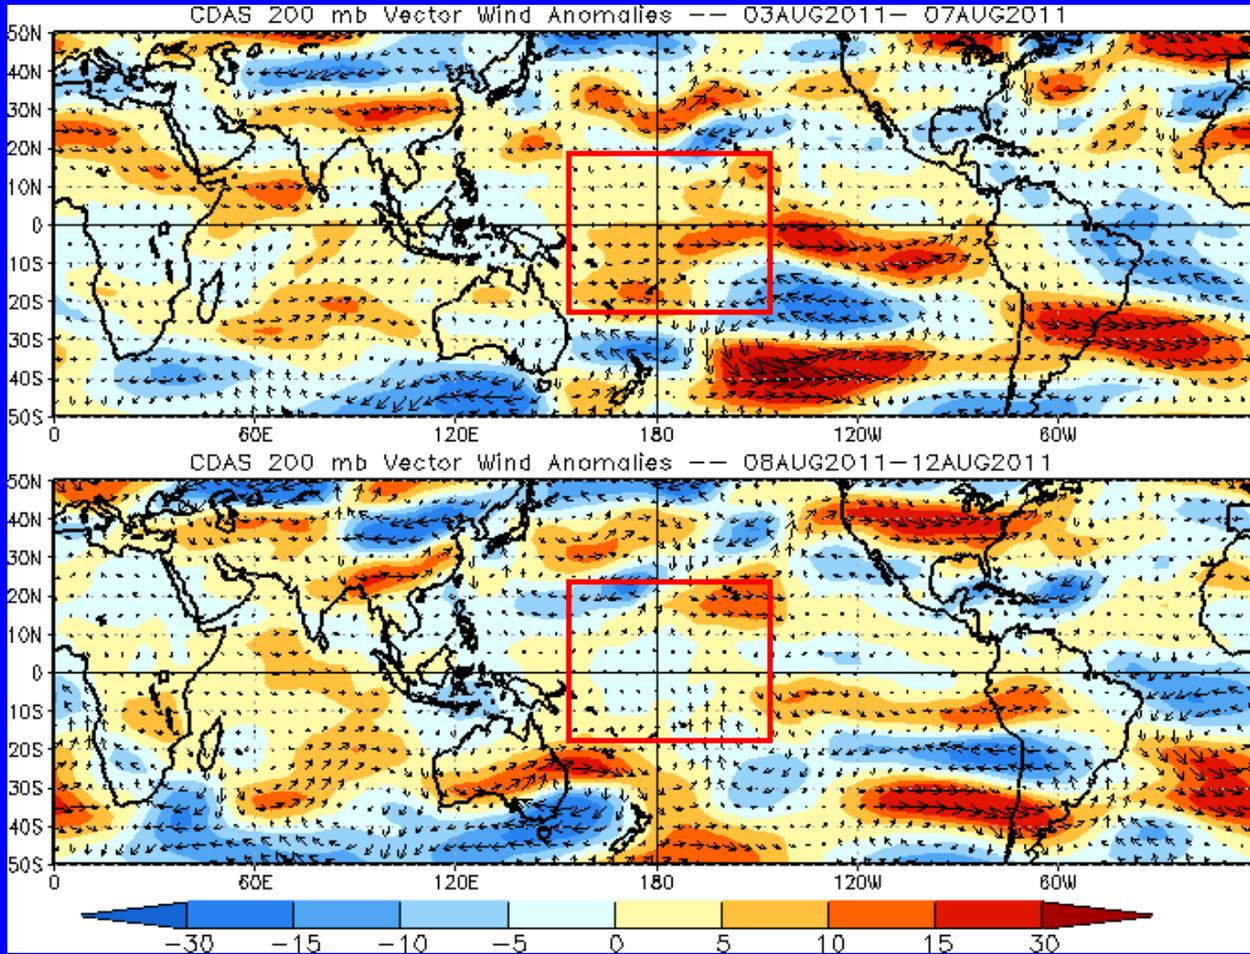 CDAS 200 mb Vector Wind Anomalies -- 03AUG2011- 07AUG2011
50N
40N
30N
20N
10N
0
10S
20S
30S
40S
50S
0 60E 120E 180 120W 60W
CDAS 200 mb Vector Wind Anomalies -- 08AUG2011-12AUG2011
50N
40N
30N
20N
10N
0
10S
20S
30S
40S
50S
0 60E 120E 180 120W 60W
-30 -15 -10 -5 0 5 10 15 30